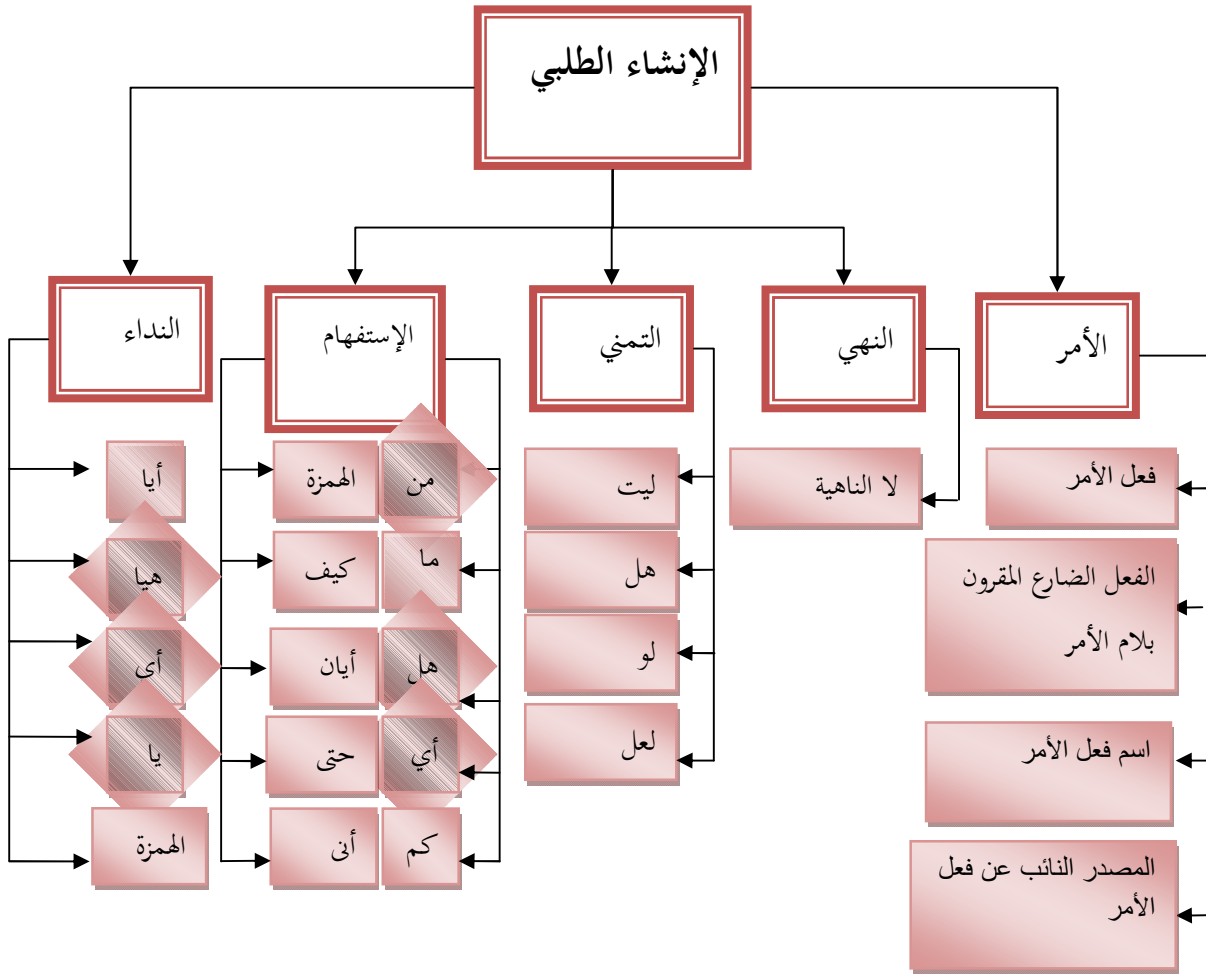 الإنشاء الطلبي
الأمر
النهي
التمني
الإستفهام
النداء
فعل الأمر
الفعل الضارع المقرون
بلام الأمر
اسم فعل الأمر
المصدر النائب عن فعل
الأمر
لا الناهية
ليت
هل
لو
لعل
من
ما
هل
أي
كم
الهمزة
كيف
أيان
حتى
أنى
أيا
هيا
أى
يا
الهمزة